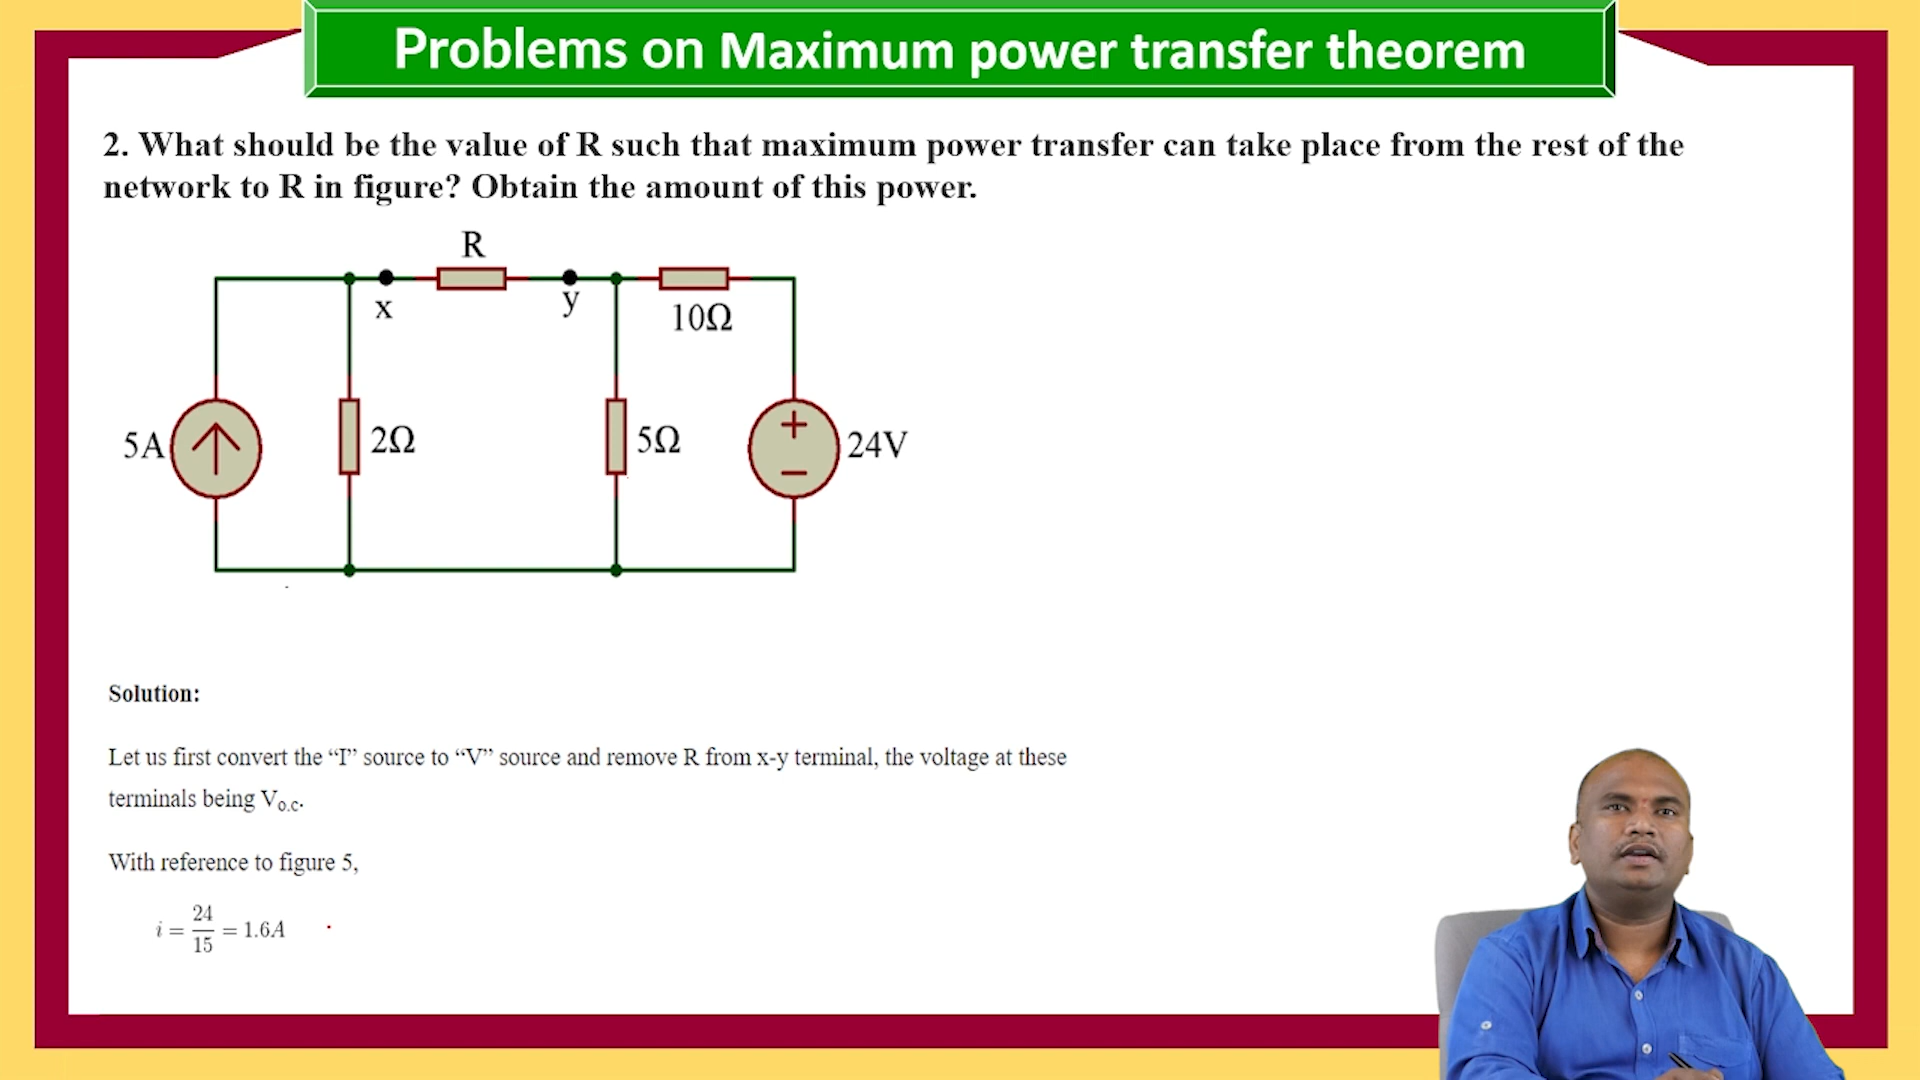 Problems on Maximum power transfer theorem
2. What should be the value of R such that maximum power transfer can take place from the rest of the
network to R in figure? Obtain the amount of this power.
R
x
y
10Ω
5A
2Ω
5Ω
+
−
24V
Solution:
Let us first convert the “I” source to “V” source and remove R from x-y terminal, the voltage at these
terminals being Vo.c.
With reference to figure 5,
i = 24/15 = 1.6A